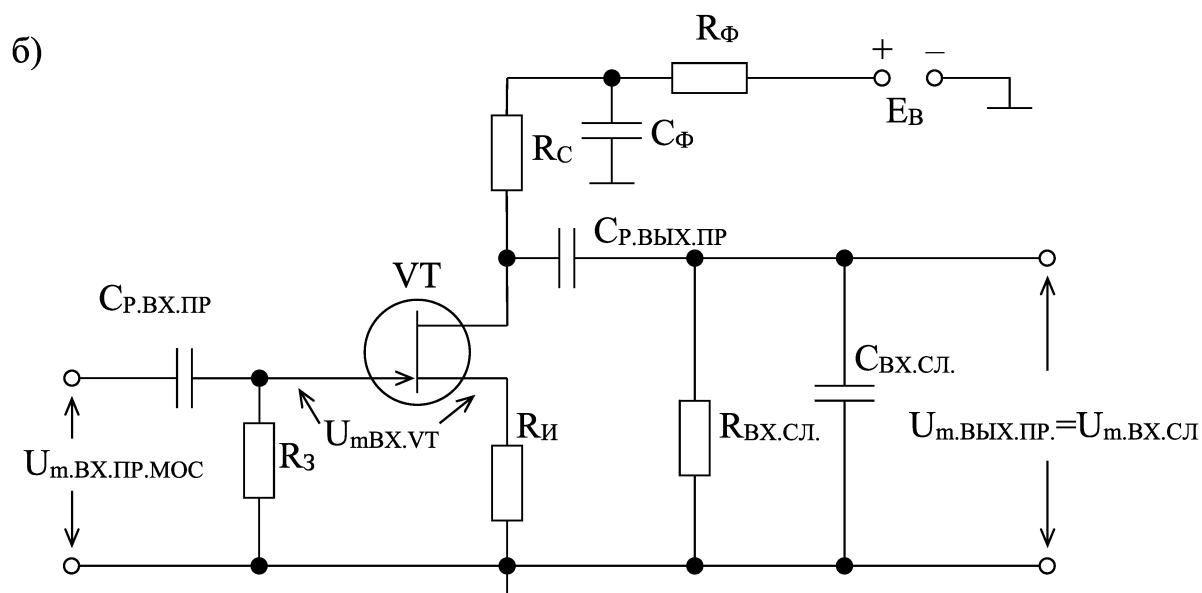 б)
RФ
+ –
EВ
RС
CФ
CР.ВЫХ.ПР
VT
CР.ВХ.ПР
CВХ.СЛ.
UmВХ.VT
RИ
RВХ.СЛ.
Um.ВЫХ.ПР.=Um.ВХ.СЛ
RЗ
Um.ВХ.ПР.МОС